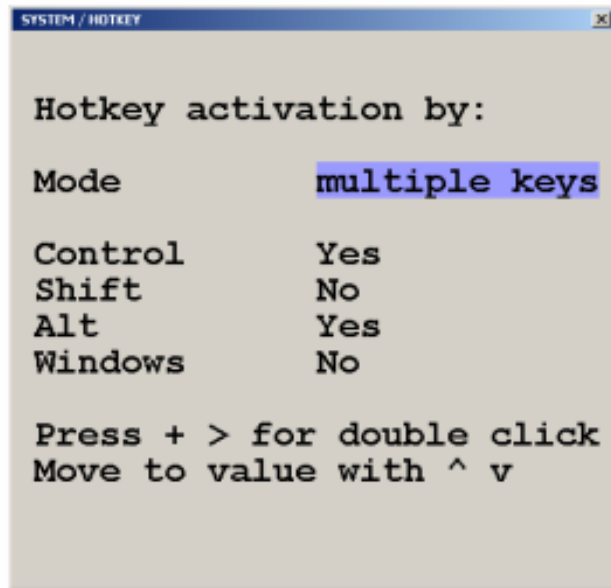 SYSTEM / HOTKEY
Hotkey activation by:
Mode multiple keys
Control Yes
Shift No
Alt Yes
Windows No
Press + > for double click
Move to value with ^ v